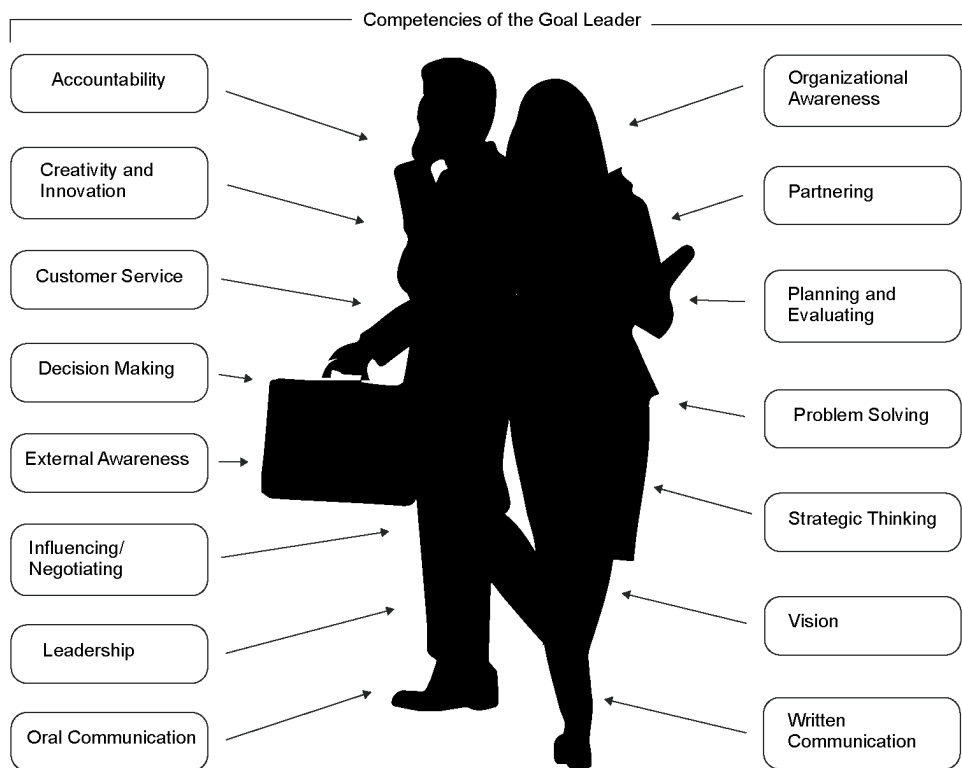 Competencies of the Goal Leader
Accountability
Creativity and
Innovation
Customer Service
Decision Making
External Awareness
Influencing/
Negotiating
Leadership
Oral Communication
Organizational
Awareness
Partnering
Planning and
Evaluating
Problem Solving
Strategic Thinking
Vision
Written
Communication